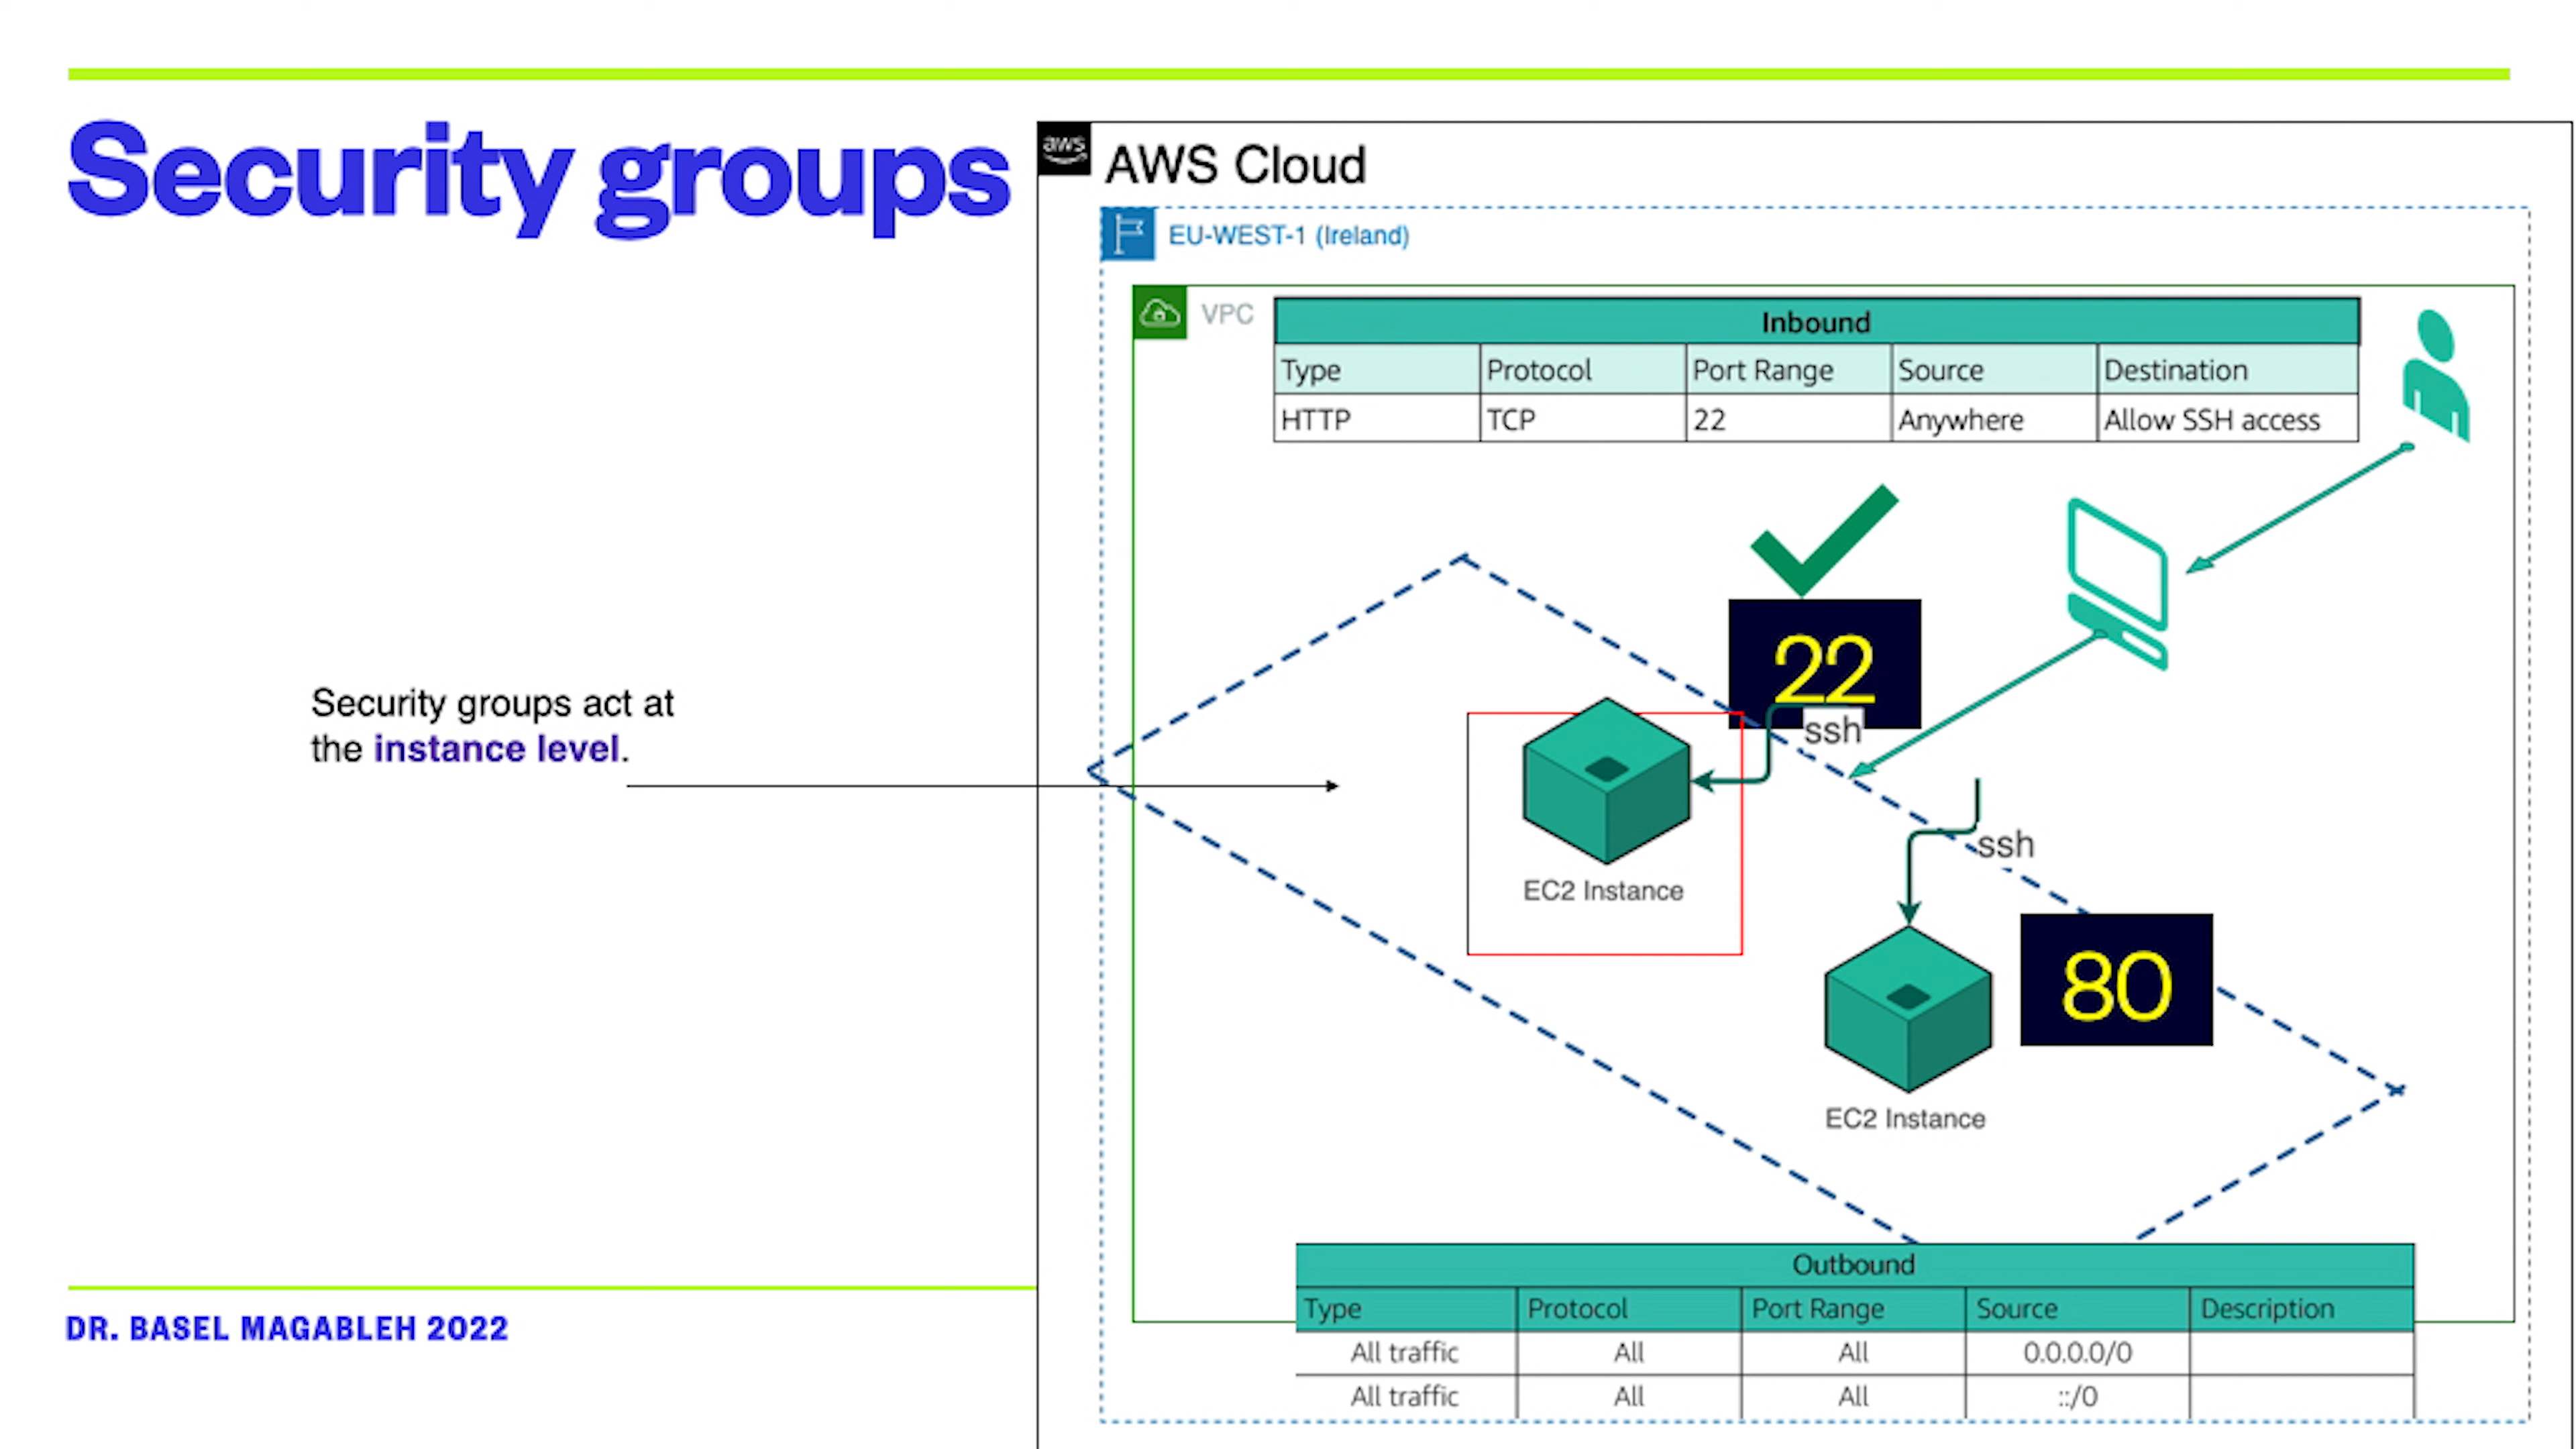 Security groups
aws
AWS Cloud
EU-WEST-1 (Ireland)
VPC
Inbound
Type Protocol Port Range Source Destination
HTTP TCP 22 Anywhere Allow SSH access
22
ssh
Security groups act at
the instance level.
ssh
EC2 Instance
80
EC2 Instance
Outbound
Type Protocol Port Range Source Description
All traffic All All 0.0.0.0/0
All traffic All All ::/0
DR. BASEL MAGABLEH 2022